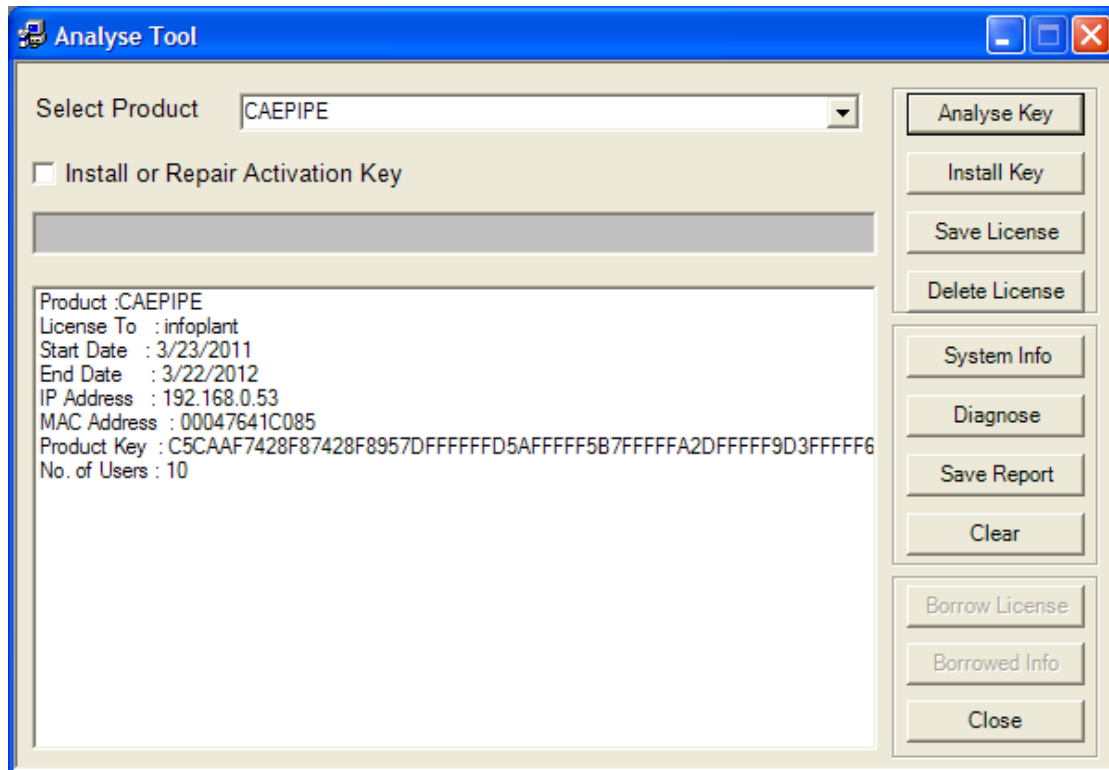 Analyse Tool
Select Product CAEPIPE
Install or Repair Activation Key
Product :CAEPIPE
License To : infoplant
Start Date : 3/23/2011
End Date : 3/22/2012
IP Address : 192.168.0.53
MAC Address : 00047641C085
Product Key : C5CAAF7428F87428F8957DFFFFFFD5AFFFFF5B7FFFFFA2DFFFFF9D3FFFFF6
No. of Users : 10
Analyse Key
Install Key
Save License
Delete License
System Info
Diagnose
Save Report
Clear
Borrow License
Borrowed Info
Close